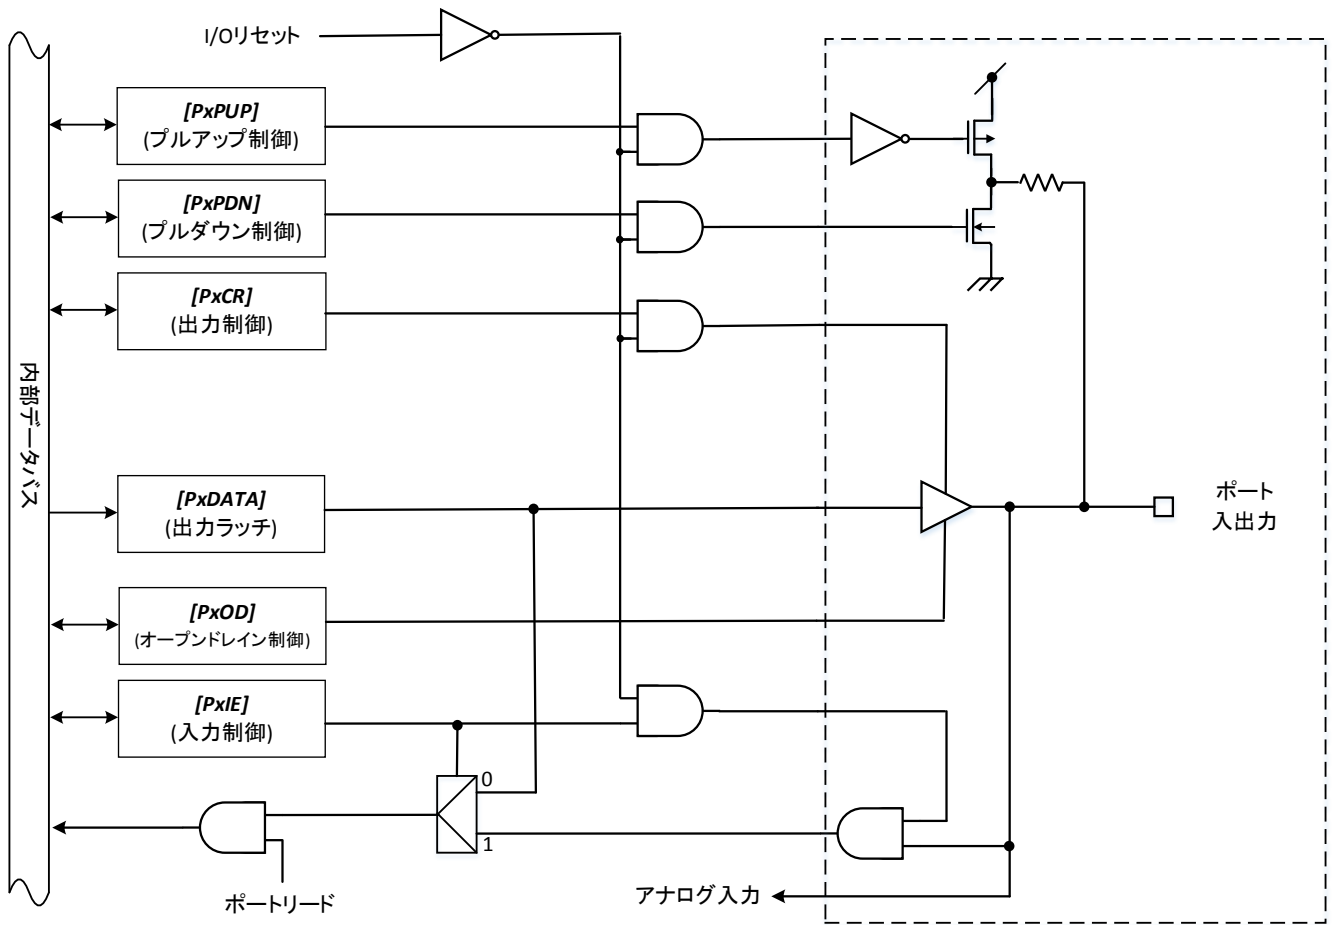 I/Oリセット
[PxPUP]
(プルアップ制御)
[PxPDN]
(プルダウン制御)
[PxCR]
(出力制御)
内部データバス
[PxDATA]
(出力ラッチ)
ポート
入出力
[PxOD]
(オープンドレイン制御)
[PxIE]
(入力制御)
0
1
アナログ入力
ポートリード